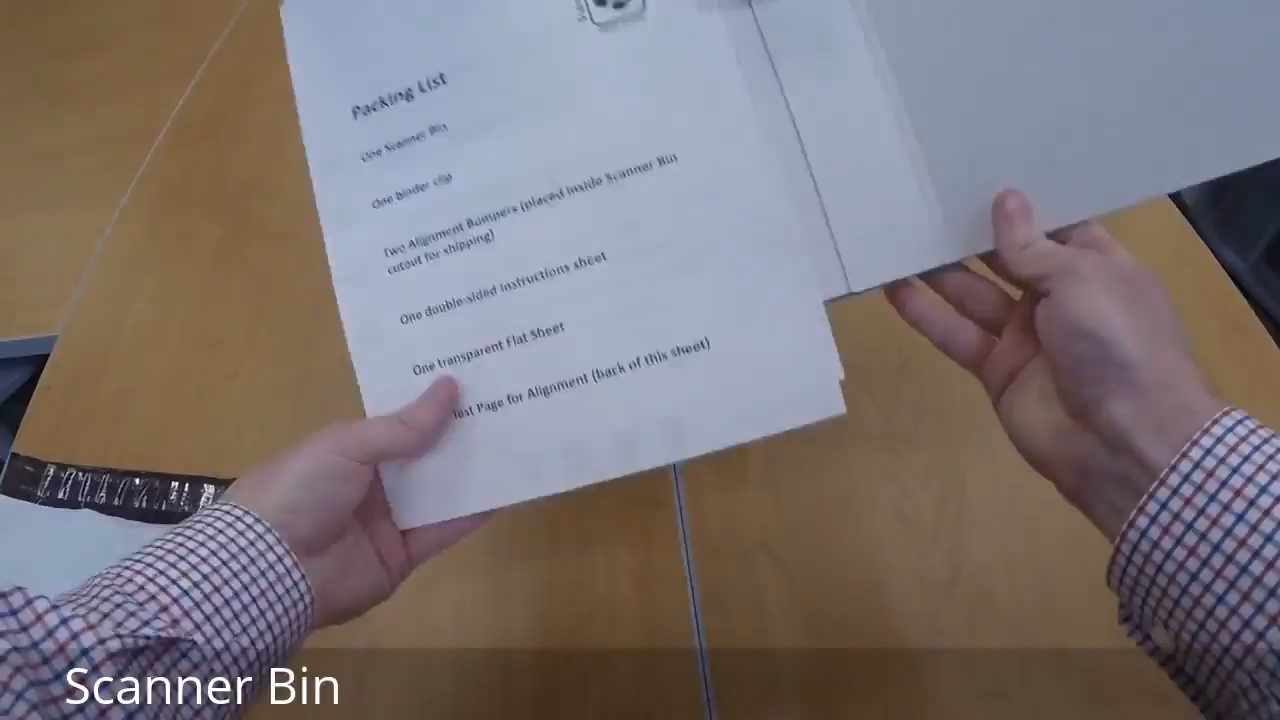 Packing List
One Scanner Bin
One binder clip
Two Alignment Bumpers (placed inside Scanner Bin
cutout for shipping)
One double-sided instructions sheet
One transparent Flat Sheet
Test Page for Alignment (back of this sheet)
Scanner Bin